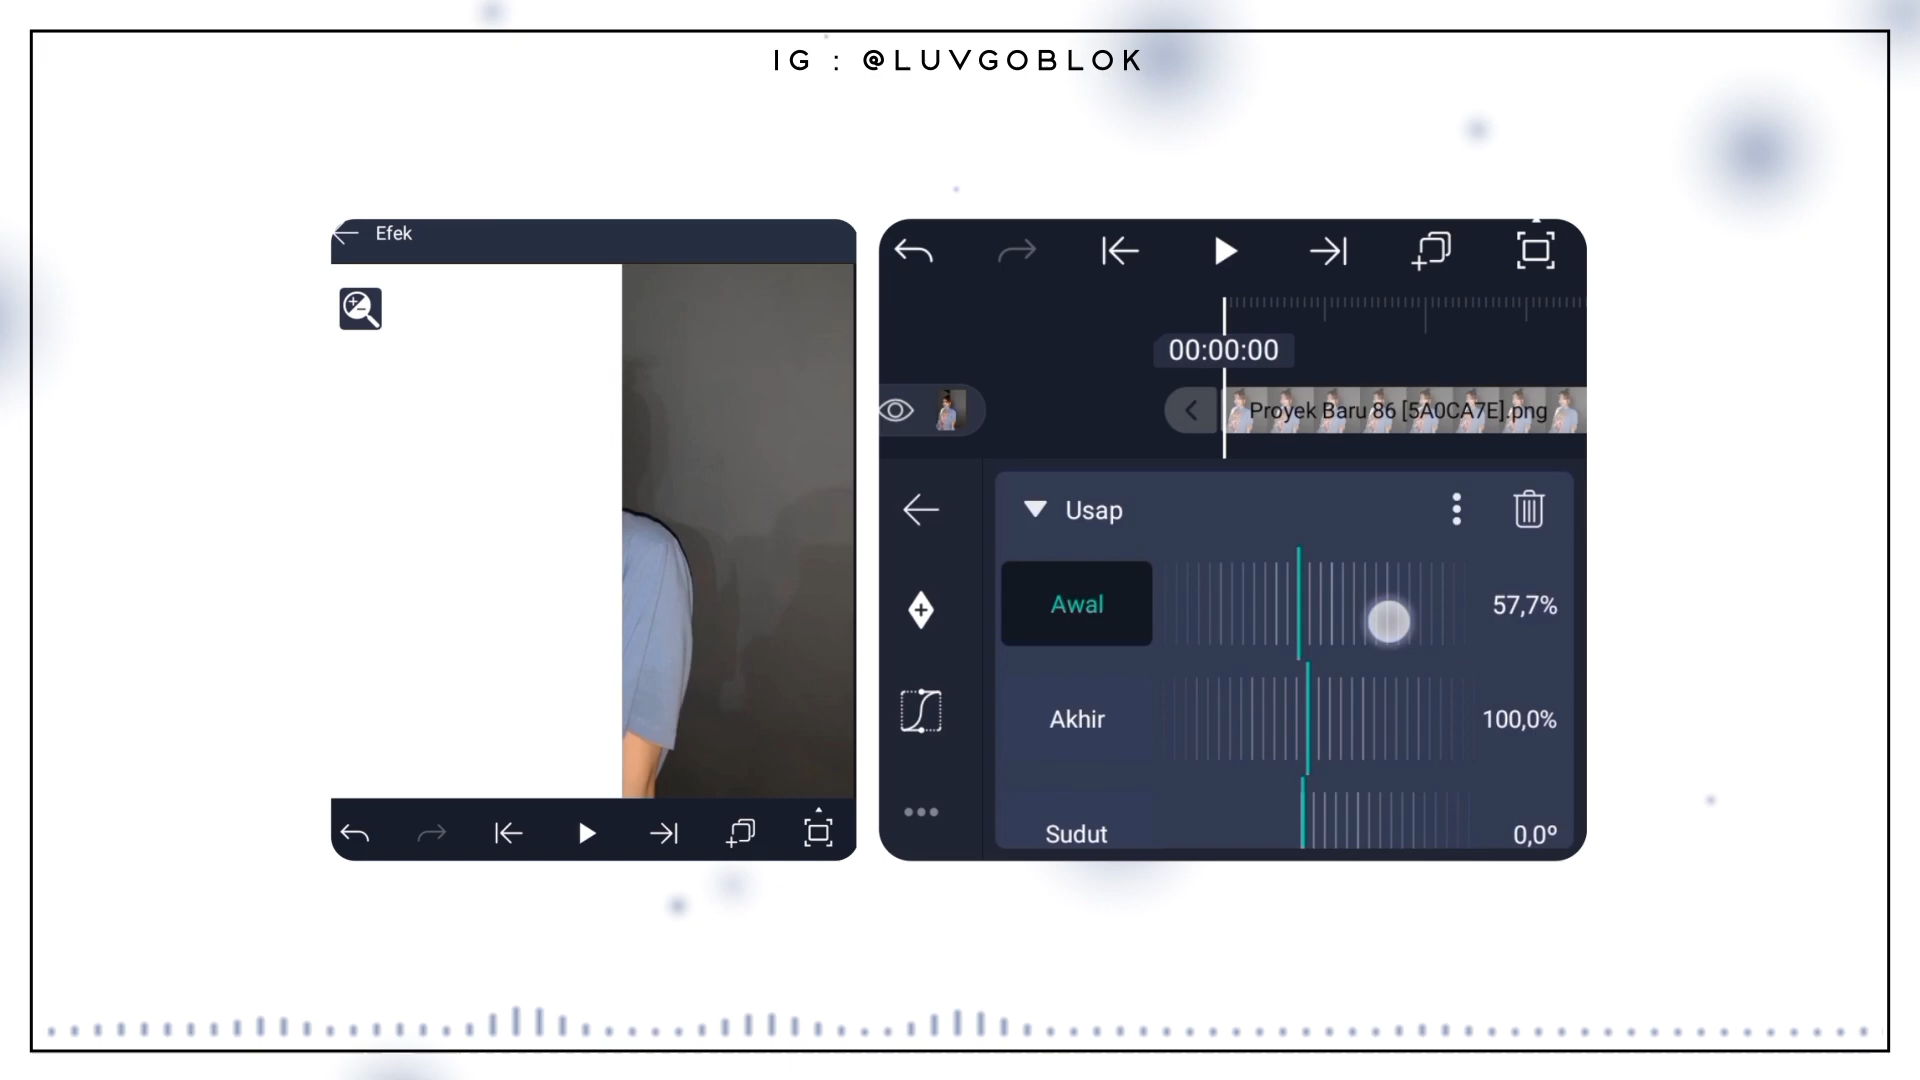 IG : @LUVGOBLOK
Efek
00:00:00
Proyek Baru 86 [5A0CA7E].png
Usap
Awal
57,7%
Akhir
100,0%
Sudut
0,0º